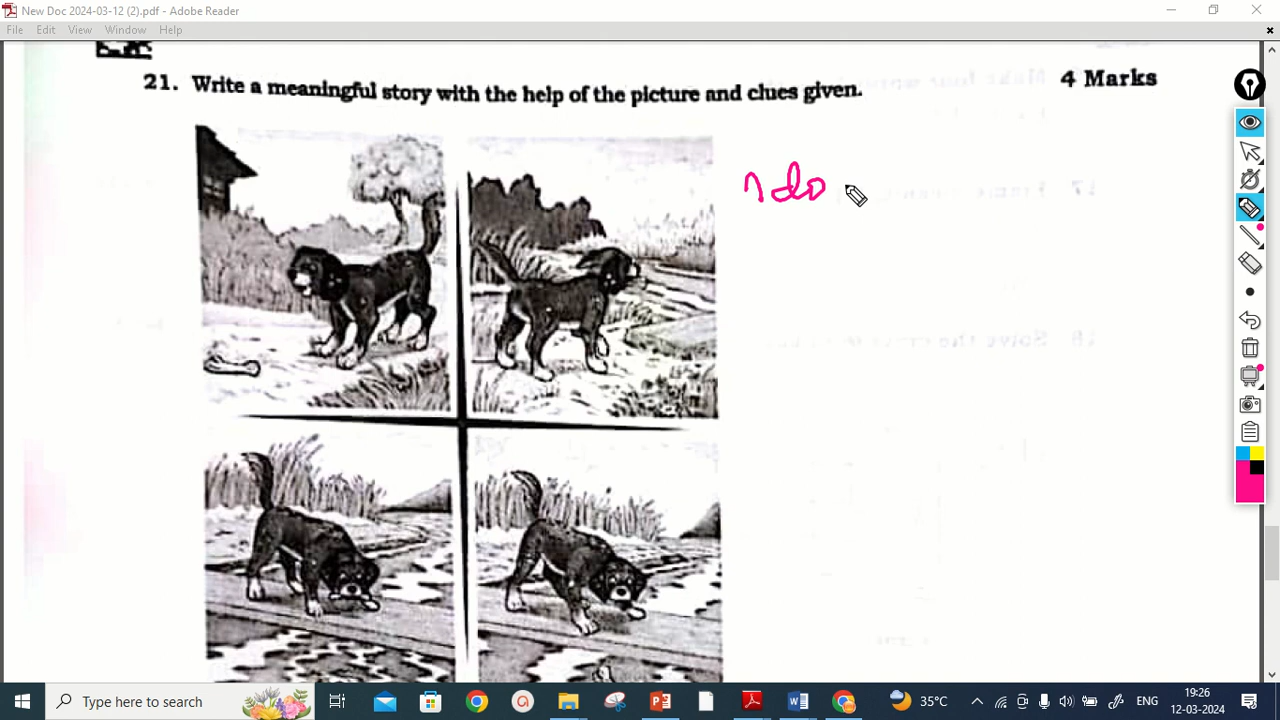 New Doc 2024-03-12 (2).pdf - Adobe Reader
File Edit View Window Help
21. Write a meaningful story with the help of the picture and clues given. 4 Marks
1 do
Type here to search
35°C
ENG
19:26
12-03-2024